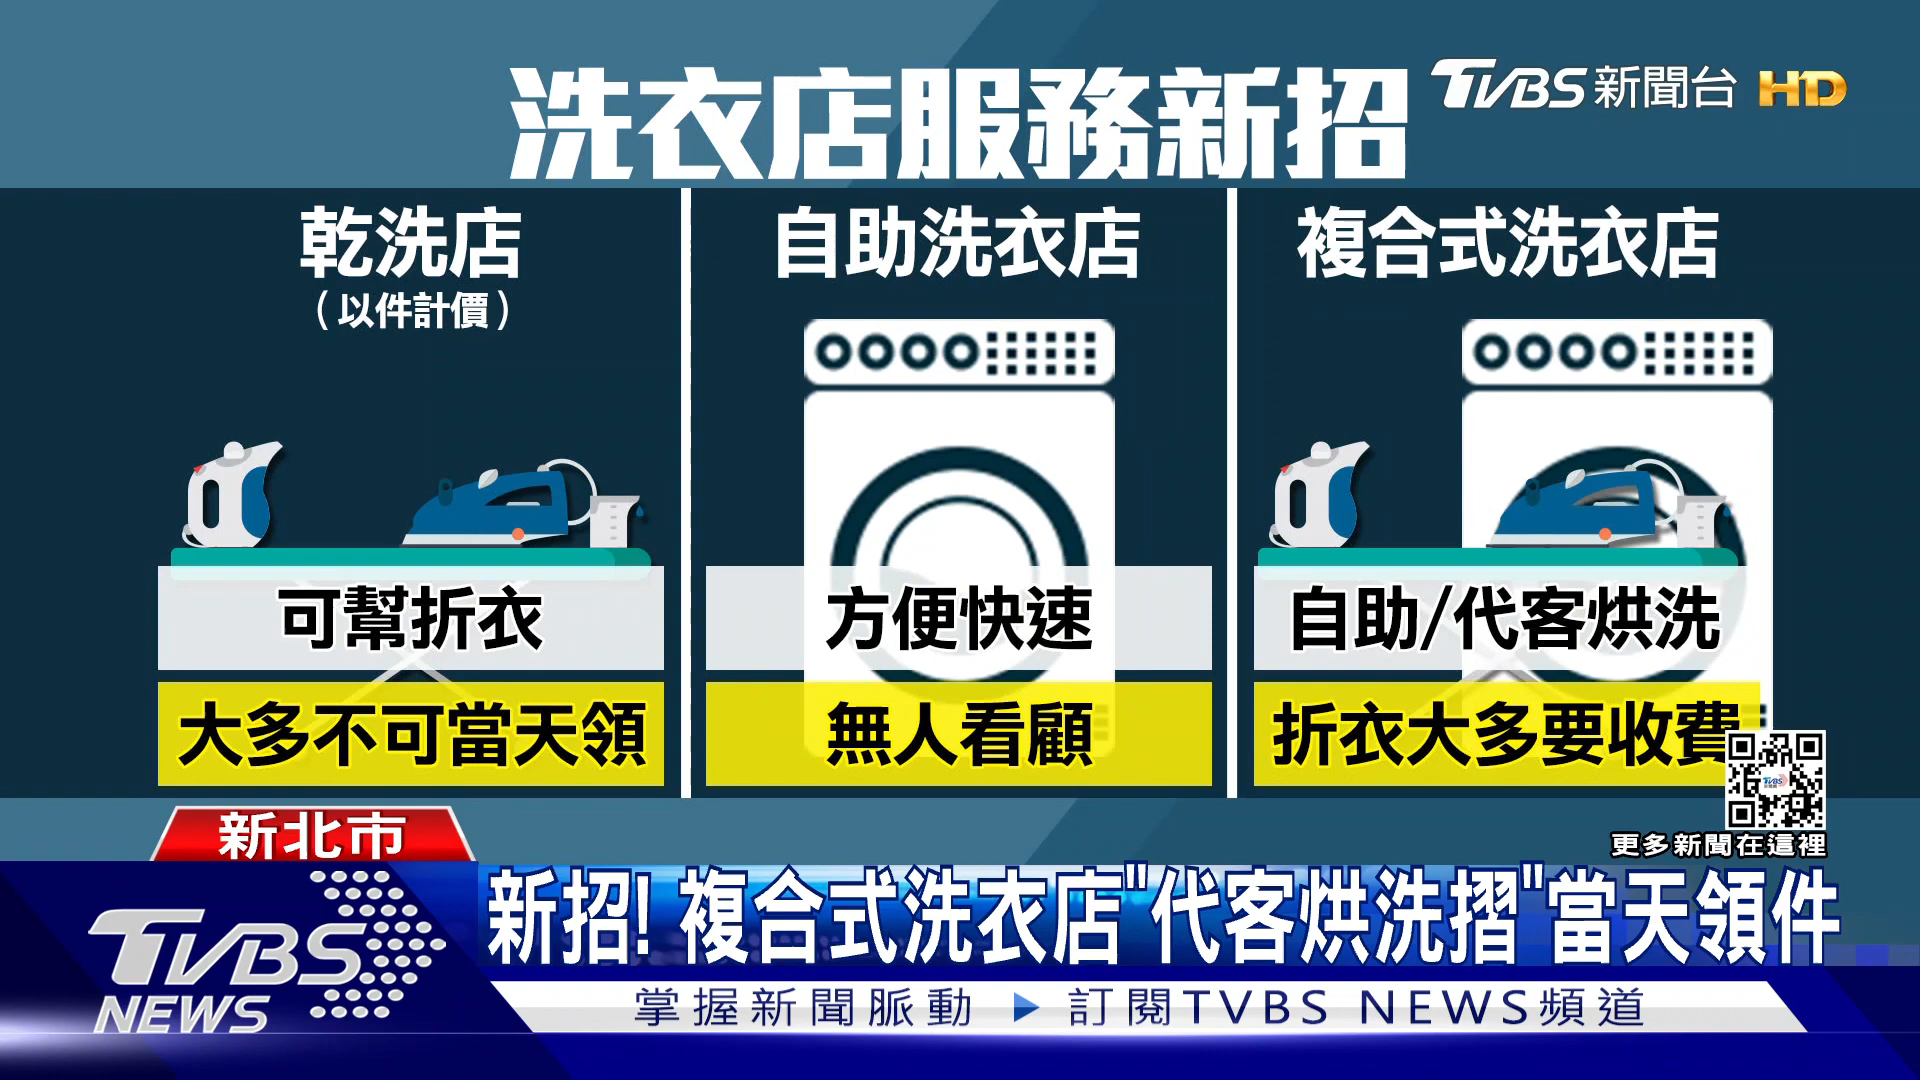 洗衣店服務新招
TVBS新聞台 HD
乾洗店
（以件計價）
可幫折衣
大多不可當天領
自助洗衣店
方便快速
無人看顧
複合式洗衣店
自助/代客烘洗
折衣大多要收費
TVBS
更多新聞在這裡
新北市
新招! 複合式洗衣店"代客烘洗摺"當天領件
TVBS
NEWS
掌握新聞脈動 ▶ 訂閱TVBS NEWS頻道